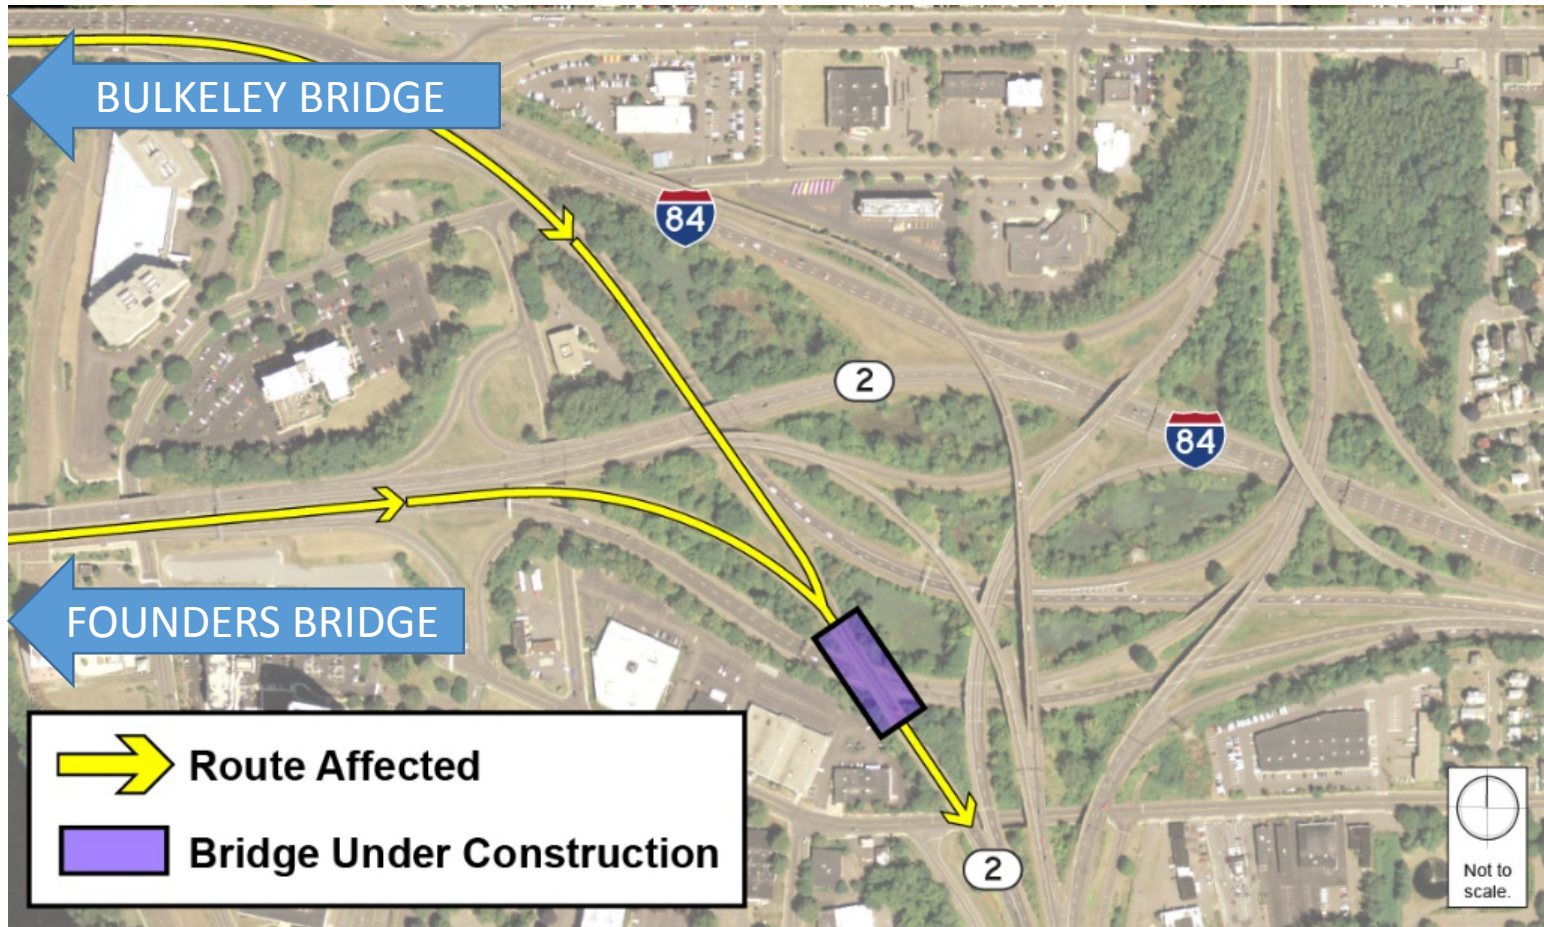 BULKELEY BRIDGE
84
2
84
FOUNDERS BRIDGE
Route Affected
Bridge Under Construction
2
Not to
scale.